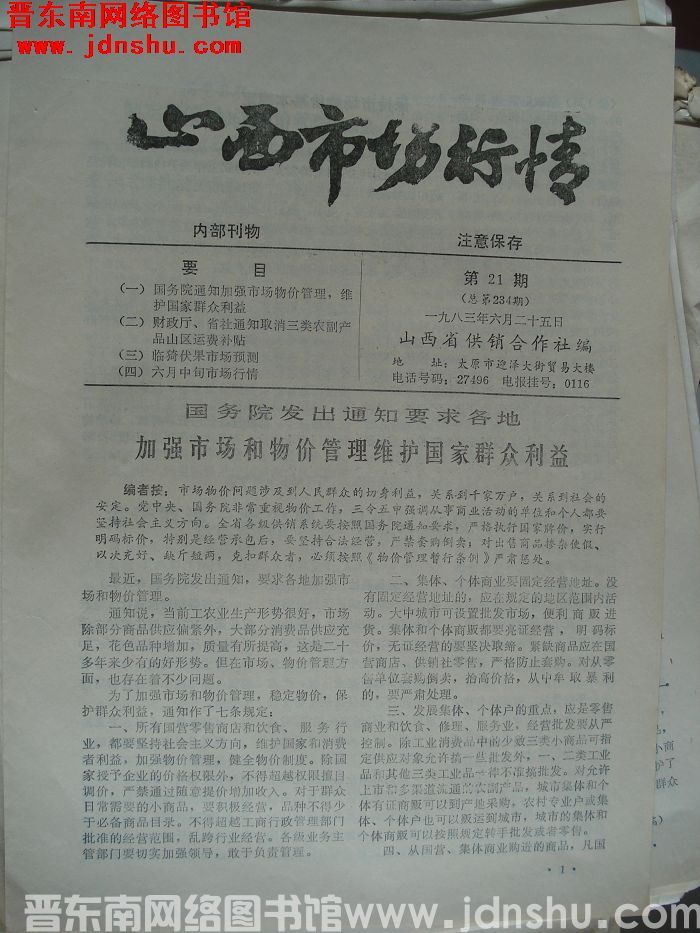 晋东南网络图书馆
www.jdnshu.com
山西市场行情
内部刊物
注意保存
要目
(一) 国务院通知加强市场物价管理，维
护国家群众利益
(二) 财政厅、省社通知取消三类农副产
品山区运费补贴
(三) 临猗伏果市场预测
(四) 六月中旬市场行情
第21期
(总第234期)
一九八三年六月二十五日
山西省供销合作社编
地址：太原市迎泽大街贸易大楼
电话号码：27496 电报挂号：0116
国务院发出通知要求各地
加强市场和物价管理维护国家群众利益
编者按：市场物价问题涉及到人民群众的切身利益，关系到千家万户，关系到社会的
安定。党中央、国务院非常重视物价工作，三令五申强调从事商业活动的单位和个人都要
坚持社会主义方向。全省各级供销系统要按照国务院通知要求，严格执行国家牌价，实行
明码标价，特别是经营承包后，要坚持合法经营，严禁套购倒卖；对出售商品掺杂使假、
以次充好、缺斤短两，克扣群众者，必须按照《物价管理暂行条例》严肃惩处。
最近，国务院发出通知，要求各地加强市
场和物价管理。
通知说，当前工农业生产形势很好，市场
除部分商品供应偏紧外，大部分消费品供应充
足，花色品种增加，质量有所提高，这是二十
多年来少有的好形势。但在市场、物价管理方
面，也存在着不少问题。
为了加强市场和物价管理，稳定物价，保
护群众利益，通知作了七条规定：
一、所有国营零售商店和饮食、服务行
业，都要坚持社会主义方向，维护国家和消费
者利益，加强物价管理，健全物价制度。除国
家授予企业的价格权限外，不得超越权限擅自
调价，严禁通过随意提价增加收入。对于群众
日常需要的小商品，要积极经营，品种不得少
于必备商品目录。不得超越工商行政管理部门
批准的经营范围，乱跨行业经营。各级业务主
管部门要切实加强领导，敢于负责管理。
二、集体、个体商业要固定经营地址。没
有固定经营地址的，应在规定的地区范围内活
动。大中城市可设置批发市场，便利商贩进
货。集体和个体商贩都要亮证经营，明码标
价，无证经营的要坚决取缔。紧缺商品应在国
营商店、供销社零售，严格防止套购。对从零
售单位套购倒卖，抬高价格，从中牟取暴利
的，要严肃处理。
三、发展集体、个体户的重点，应是零售
商业和饮食、修理、服务业，经营批发要从严
控制。除工业消费品中的少数三类小商品可指
定供应对象允许搞一些批发外，一、二类工业
品和其他三类工业品一律不准搞批发。对允许
上市和多渠道流通的农副产品，城市集体和个
体有证商贩可以到产地采购，农村专业户或集
体、个体户也可以贩运到城市，城市的集体和
个体商贩可以按照规定转手批发或者零售。
四、从国营、集体商业购进的商品，凡国
·1·
晋东南网络图书馆www.jdnshu.com